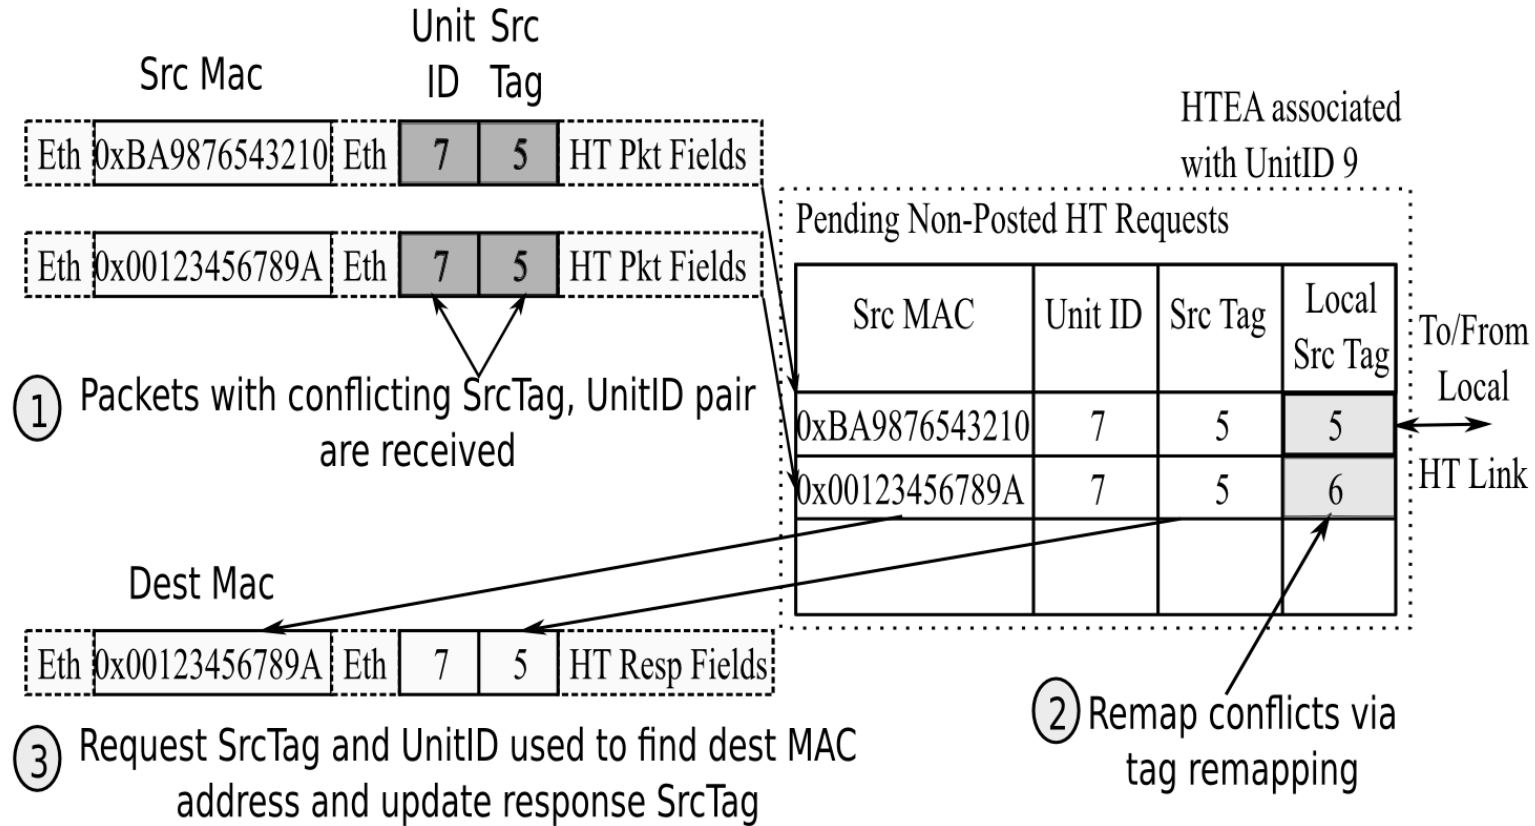 Unit Src
ID Tag
Src Mac
Eth 0xBA9876543210 Eth 7 5 HT Pkt Fields
Eth 0x00123456789A Eth 7 5 HT Pkt Fields
1 Packets with conflicting SrcTag, UnitID pair
are received
HTEA associated
with UnitID 9
Pending Non-Posted HT Requests
Src MAC Unit ID Src Tag Local
Src Tag
0xBA9876543210 7 5 5
0x00123456789A 7 5 6
To/From
Local
HT Link
2 Remap conflicts via
tag remapping
Dest Mac
Eth 0x00123456789A Eth 7 5 HT Resp Fields
3 Request SrcTag and UnitID used to find dest MAC
address and update response SrcTag